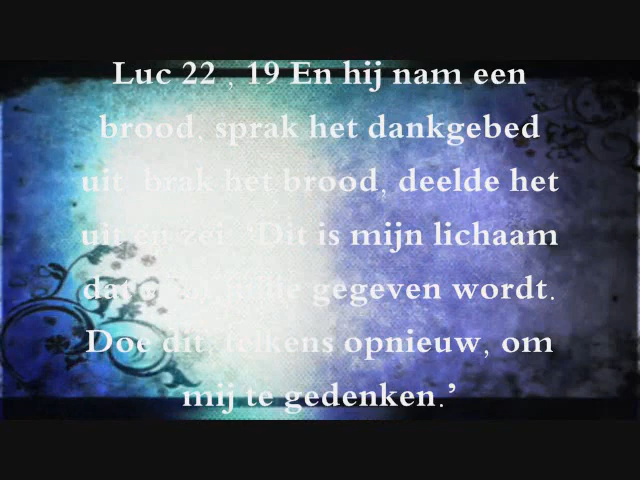 Luc 22 , 19 En hij nam een
brood, sprak het dankgebed
uit, brak het brood, deelde het
uit en zei: ‘Dit is mijn lichaam
dat gegeven wordt.
Doe dit, telkens opnieuw, om
mij te gedenken.’